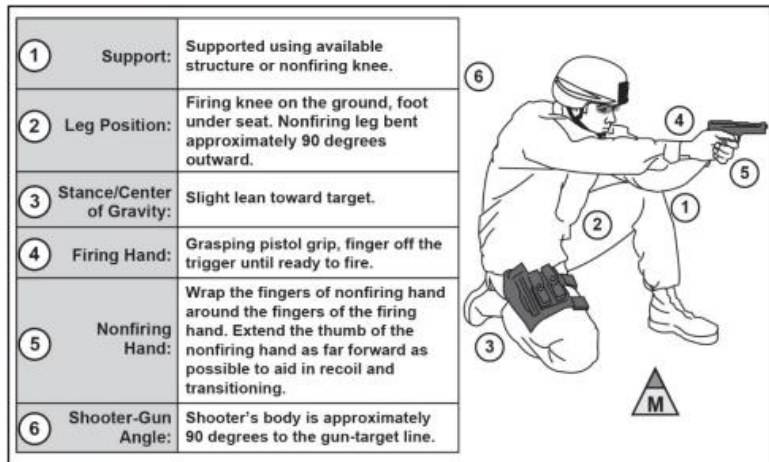 1 Support: Supported using available
structure or nonfiring knee.
2 Leg Position: Firing knee on the ground, foot
under seat. Nonfiring leg bent
approximately 90 degrees
outward.
3 Stance/Center
of Gravity: Slight lean toward target.
4 Firing Hand: Grasping pistol grip, finger off the
trigger until ready to fire.
5 Nonfiring
Hand: Wrap the fingers of nonfiring hand
around the fingers of the firing
hand. Extend the thumb of the
nonfiring hand as far forward as
possible to aid in recoil and
transitioning.
6 Shooter-Gun
Angle: Shooter's body is approximately
90 degrees to the gun-target line.
6
4
5
1
2
3
M